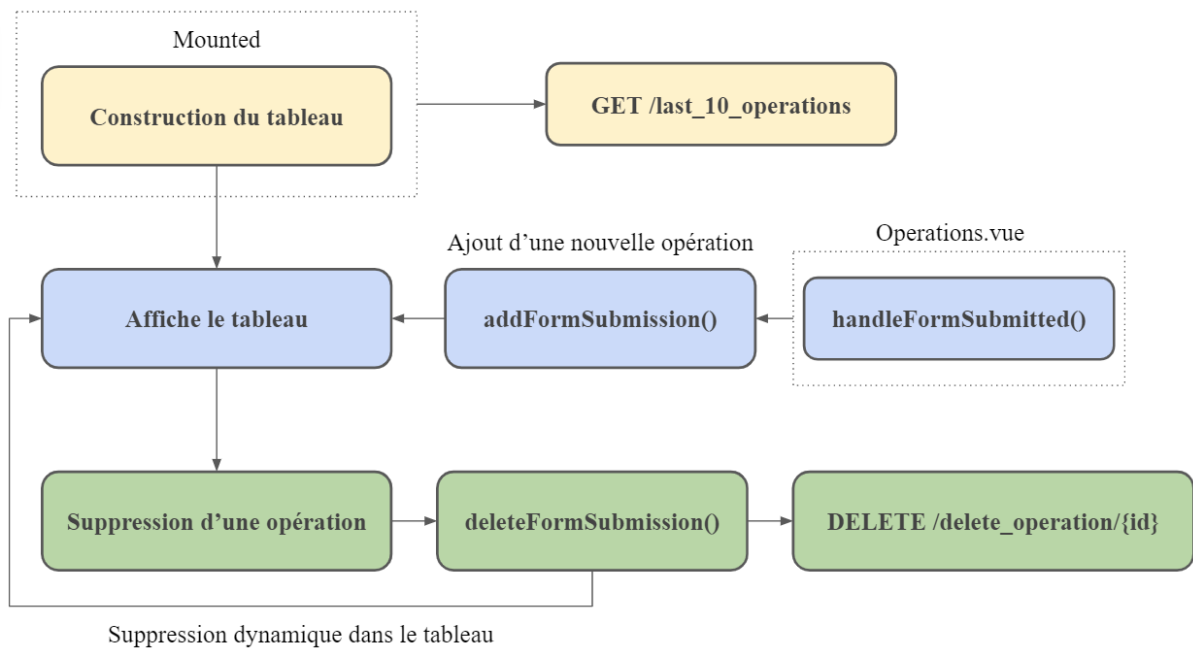 Mounted
Construction du tableau
GET /last_10_operations
Ajout d’une nouvelle opération
Operations.vue
Affiche le tableau
addFormSubmission()
handleFormSubmitted()
Suppression d’une opération
deleteFormSubmission()
DELETE /delete_operation/{id}
Suppression dynamique dans le tableau